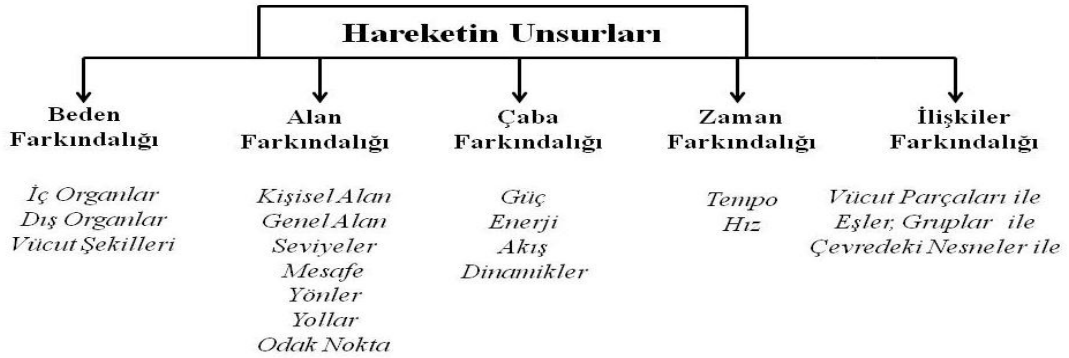 Hareketin Unsurları
Beden
Farkındalığı
İç Organlar
Dış Organlar
Vücut Şekilleri
Alan
Farkındalığı
Kişisel Alan
Genel Alan
Seviyeler
Mesafe
Yönler
Yollar
Odak Nokta
Çaba
Farkındalığı
Güç
Enerji
Akış
Dinamikler
Zaman
Farkındalığı
Tempo
Hız
İlişkiler
Farkındalığı
Vücut Parçaları ile
Eşler, Gruplar ile
Çevredeki Nesneler ile